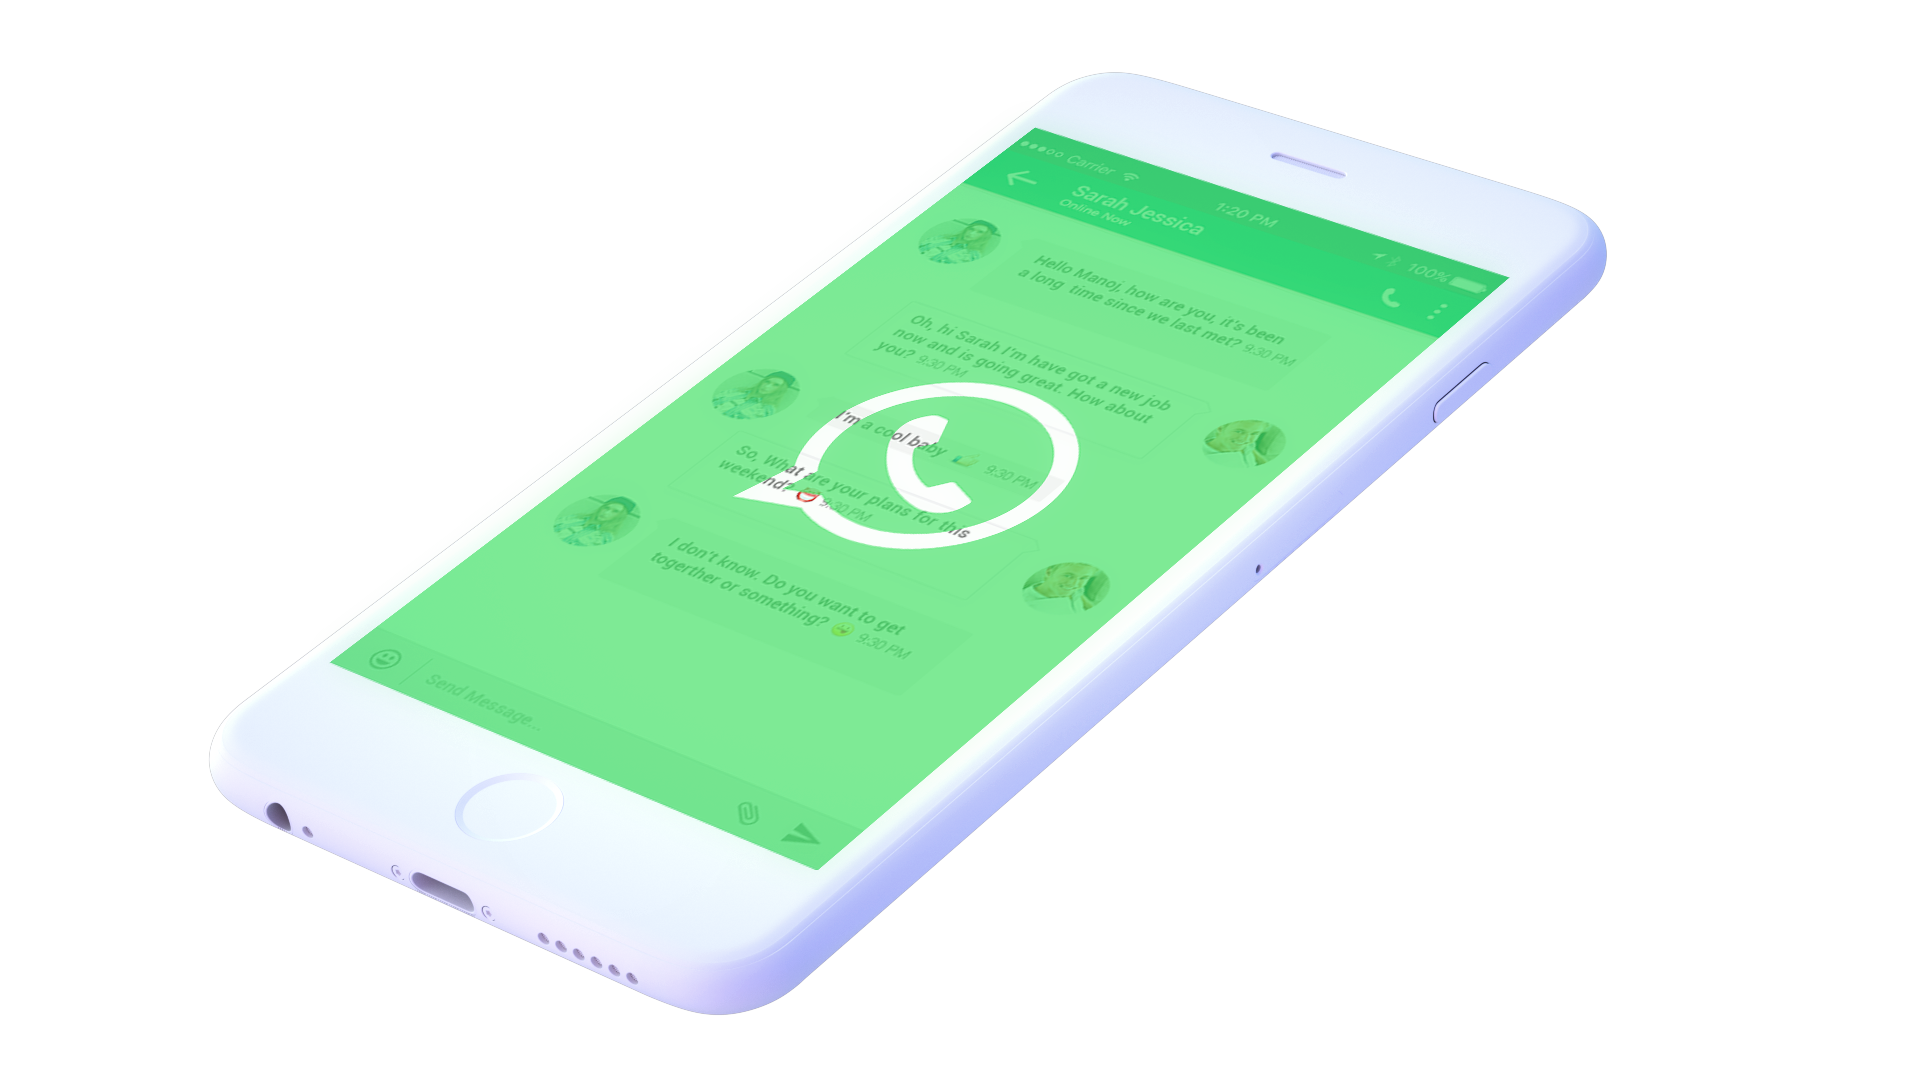 Carrier 1:20 PM 100%
Sarah Jessica
Online Now
Hello Manoj, how are you, it's been
a long time since we last met? 9:30 PM
Oh, hi Sarah I'm have got a new job
now and is going great. How about
you? 9:30 PM
I'm a cool baby 9:30 PM
So, What are your plans for this
weekend? 9:30 PM
I don't know. Do you want to get
togerther or something? 9:30 PM
Send Message...